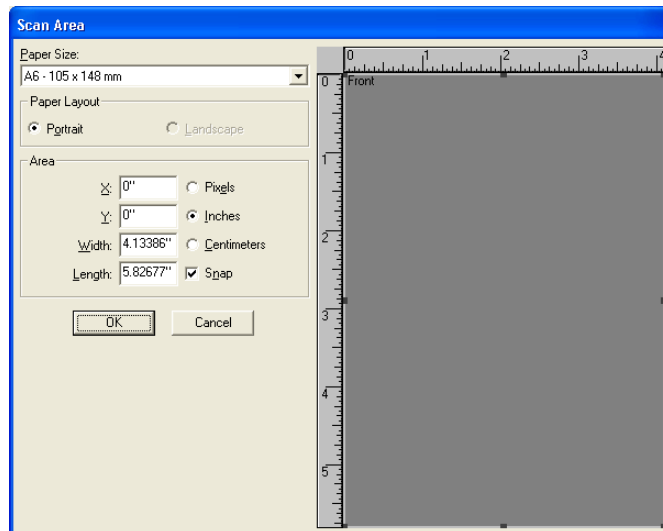 Scan Area
Paper Size:
A6 - 105 x 148 mm
Paper Layout
Portrait
Landscape
Area
X: 0"
Pixels
Y: 0"
Inches
Width: 4.13386"
Centimeters
Length: 5.82677"
Snap
OK
Cancel
0 1 2 3 4
Front
0
1
2
3
4
5